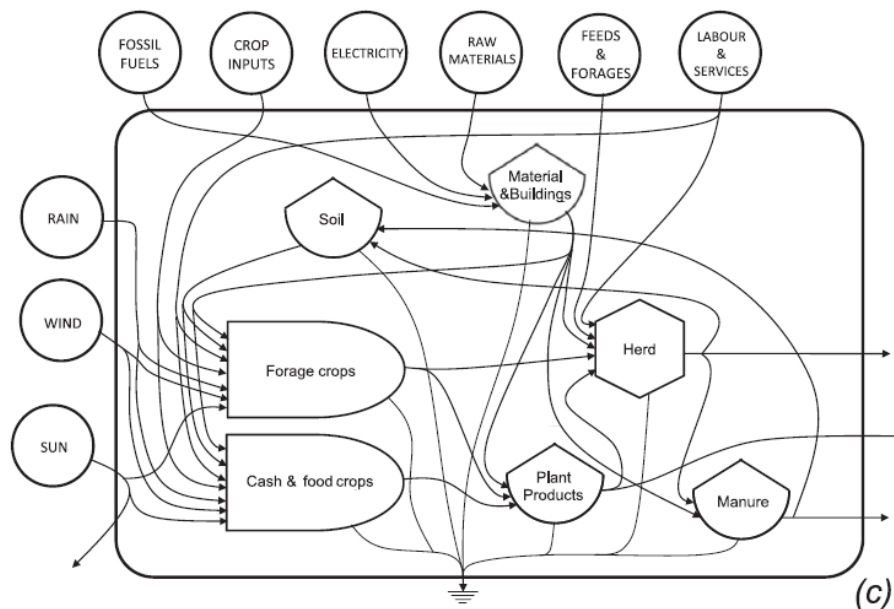 FOSSIL
FUELS
CROP
INPUTS
ELECTRICITY
RAW
MATERIALS
FEEDS
&
FORAGES
LABOUR
&
SERVICES
Material
&Buildings
Soil
RAIN
WIND
Herd
Forage crops
SUN
Cash & food crops
Plant
Products
Manure
(c)